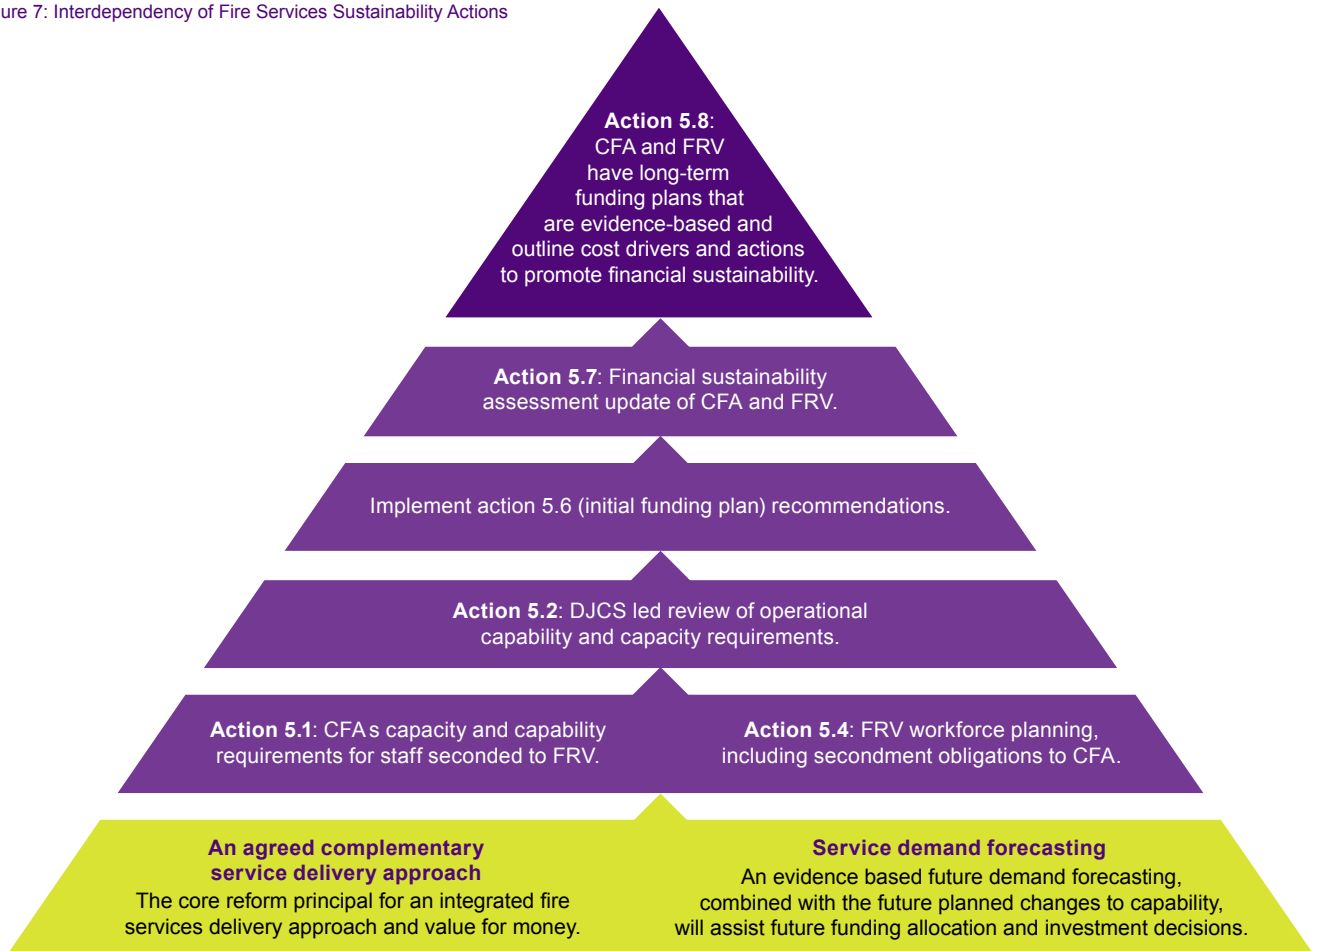 ure 7: Interdependency of Fire Services Sustainability Actions
Action 5.8:
CFA and FRV
have long-term
funding plans that
are evidence-based and
outline cost drivers and actions
to promote financial sustainability.
Action 5.7: Financial sustainability
assessment update of CFA and FRV.
Implement action 5.6 (initial funding plan) recommendations.
Action 5.2: DJCS led review of operational
capability and capacity requirements.
Action 5.1: CFA s capacity and capability
requirements for staff seconded to FRV.
Action 5.4: FRV workforce planning,
including secondment obligations to CFA.
An agreed complementary
service delivery approach
The core reform principal for an integrated fire
services delivery approach and value for money.
Service demand forecasting
An evidence based future demand forecasting,
combined with the future planned changes to capability,
will assist future funding allocation and investment decisions.